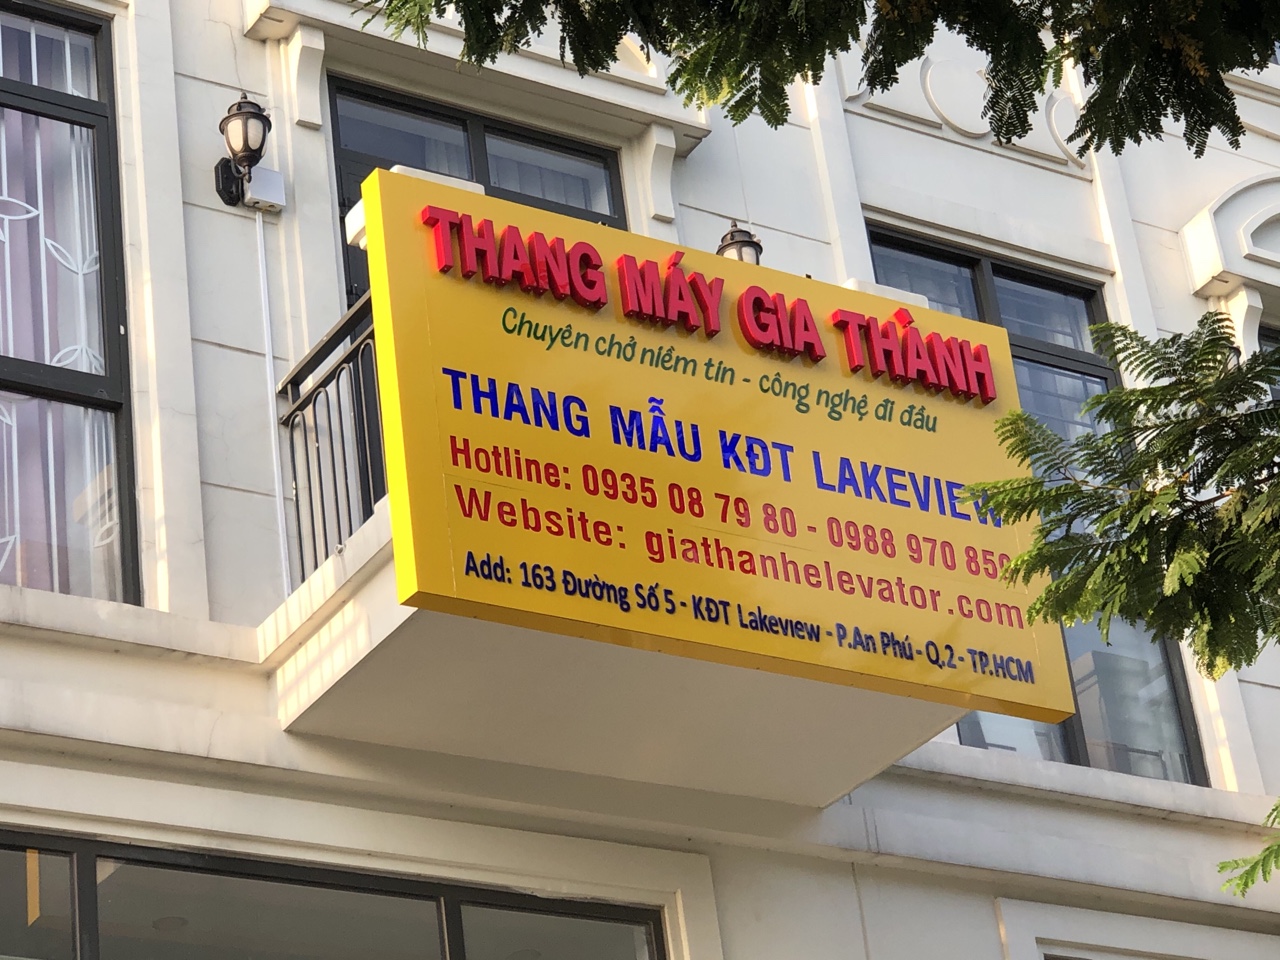 THANG MÁY GIA THÀNH
Chuyên chở niềm tin - công nghệ đi đầu
THANG MẪU KĐT LAKEVIEW
Hotline: 0935 08 79 80 - 0988 970
Website: giathanhelevator.com
Add: 163 Đường Số 5 - KĐT Lakeview - P.An Phú - Q.2 - TP.HCM